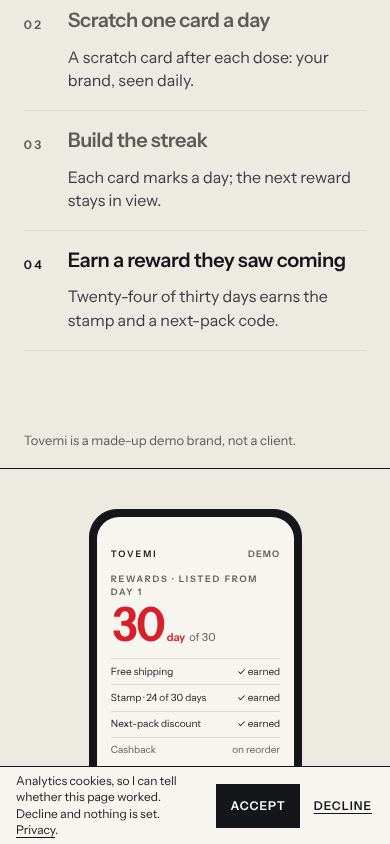 02 Scratch one card a day
A scratch card after each dose: your
brand, seen daily.
03 Build the streak
Each card marks a day; the next reward
stays in view.
04 Earn a reward they saw coming
Twenty-four of thirty days earns the
stamp and a next-pack code.
Tovemi is a made-up demo brand, not a client.
TOVEMI DEMO
REWARDS · LISTED FROM
DAY 1
30 day of 30
Free shipping ✓ earned
Stamp · 24 of 30 days ✓ earned
Next-pack discount ✓ earned
Cashback on reorder
Analytics cookies, so I can tell
whether this page worked.
Decline and nothing is set.
Privacy.
ACCEPT DECLINE